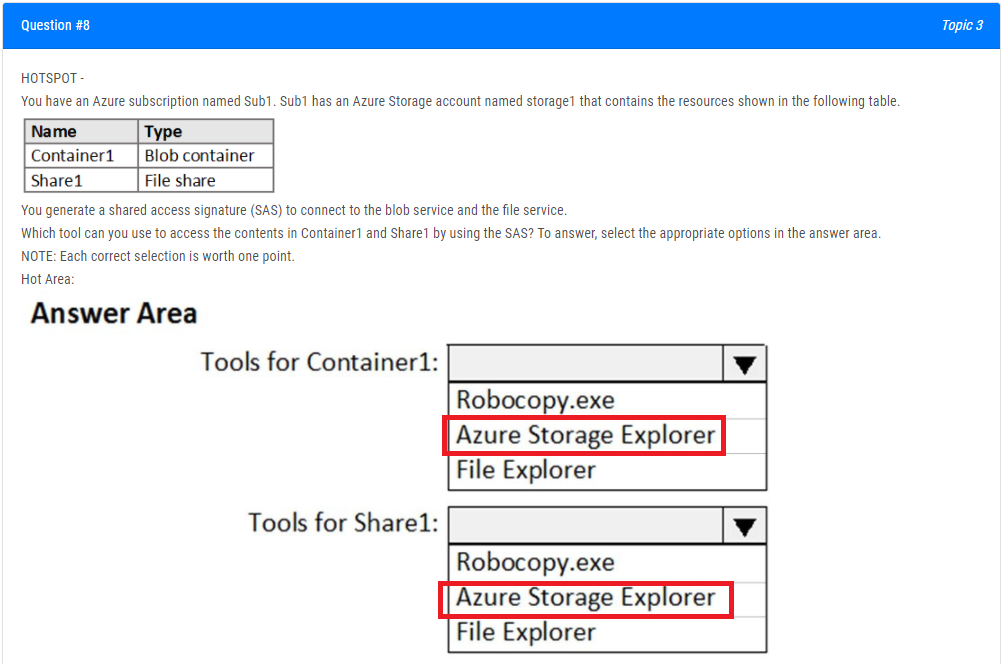 Question #8
Topic 3
HOTSPOT -
You have an Azure subscription named Sub1. Sub1 has an Azure Storage account named storage1 that contains the resources shown in the following table.
Name Type
Container1 Blob container
Share1 File share
You generate a shared access signature (SAS) to connect to the blob service and the file service.
Which tool can you use to access the contents in Container1 and Share1 by using the SAS? To answer, select the appropriate options in the answer area.
NOTE: Each correct selection is worth one point.
Hot Area:
Answer Area
Tools for Container1:
Robocopy.exe
Azure Storage Explorer
File Explorer
Tools for Share1:
Robocopy.exe
Azure Storage Explorer
File Explorer